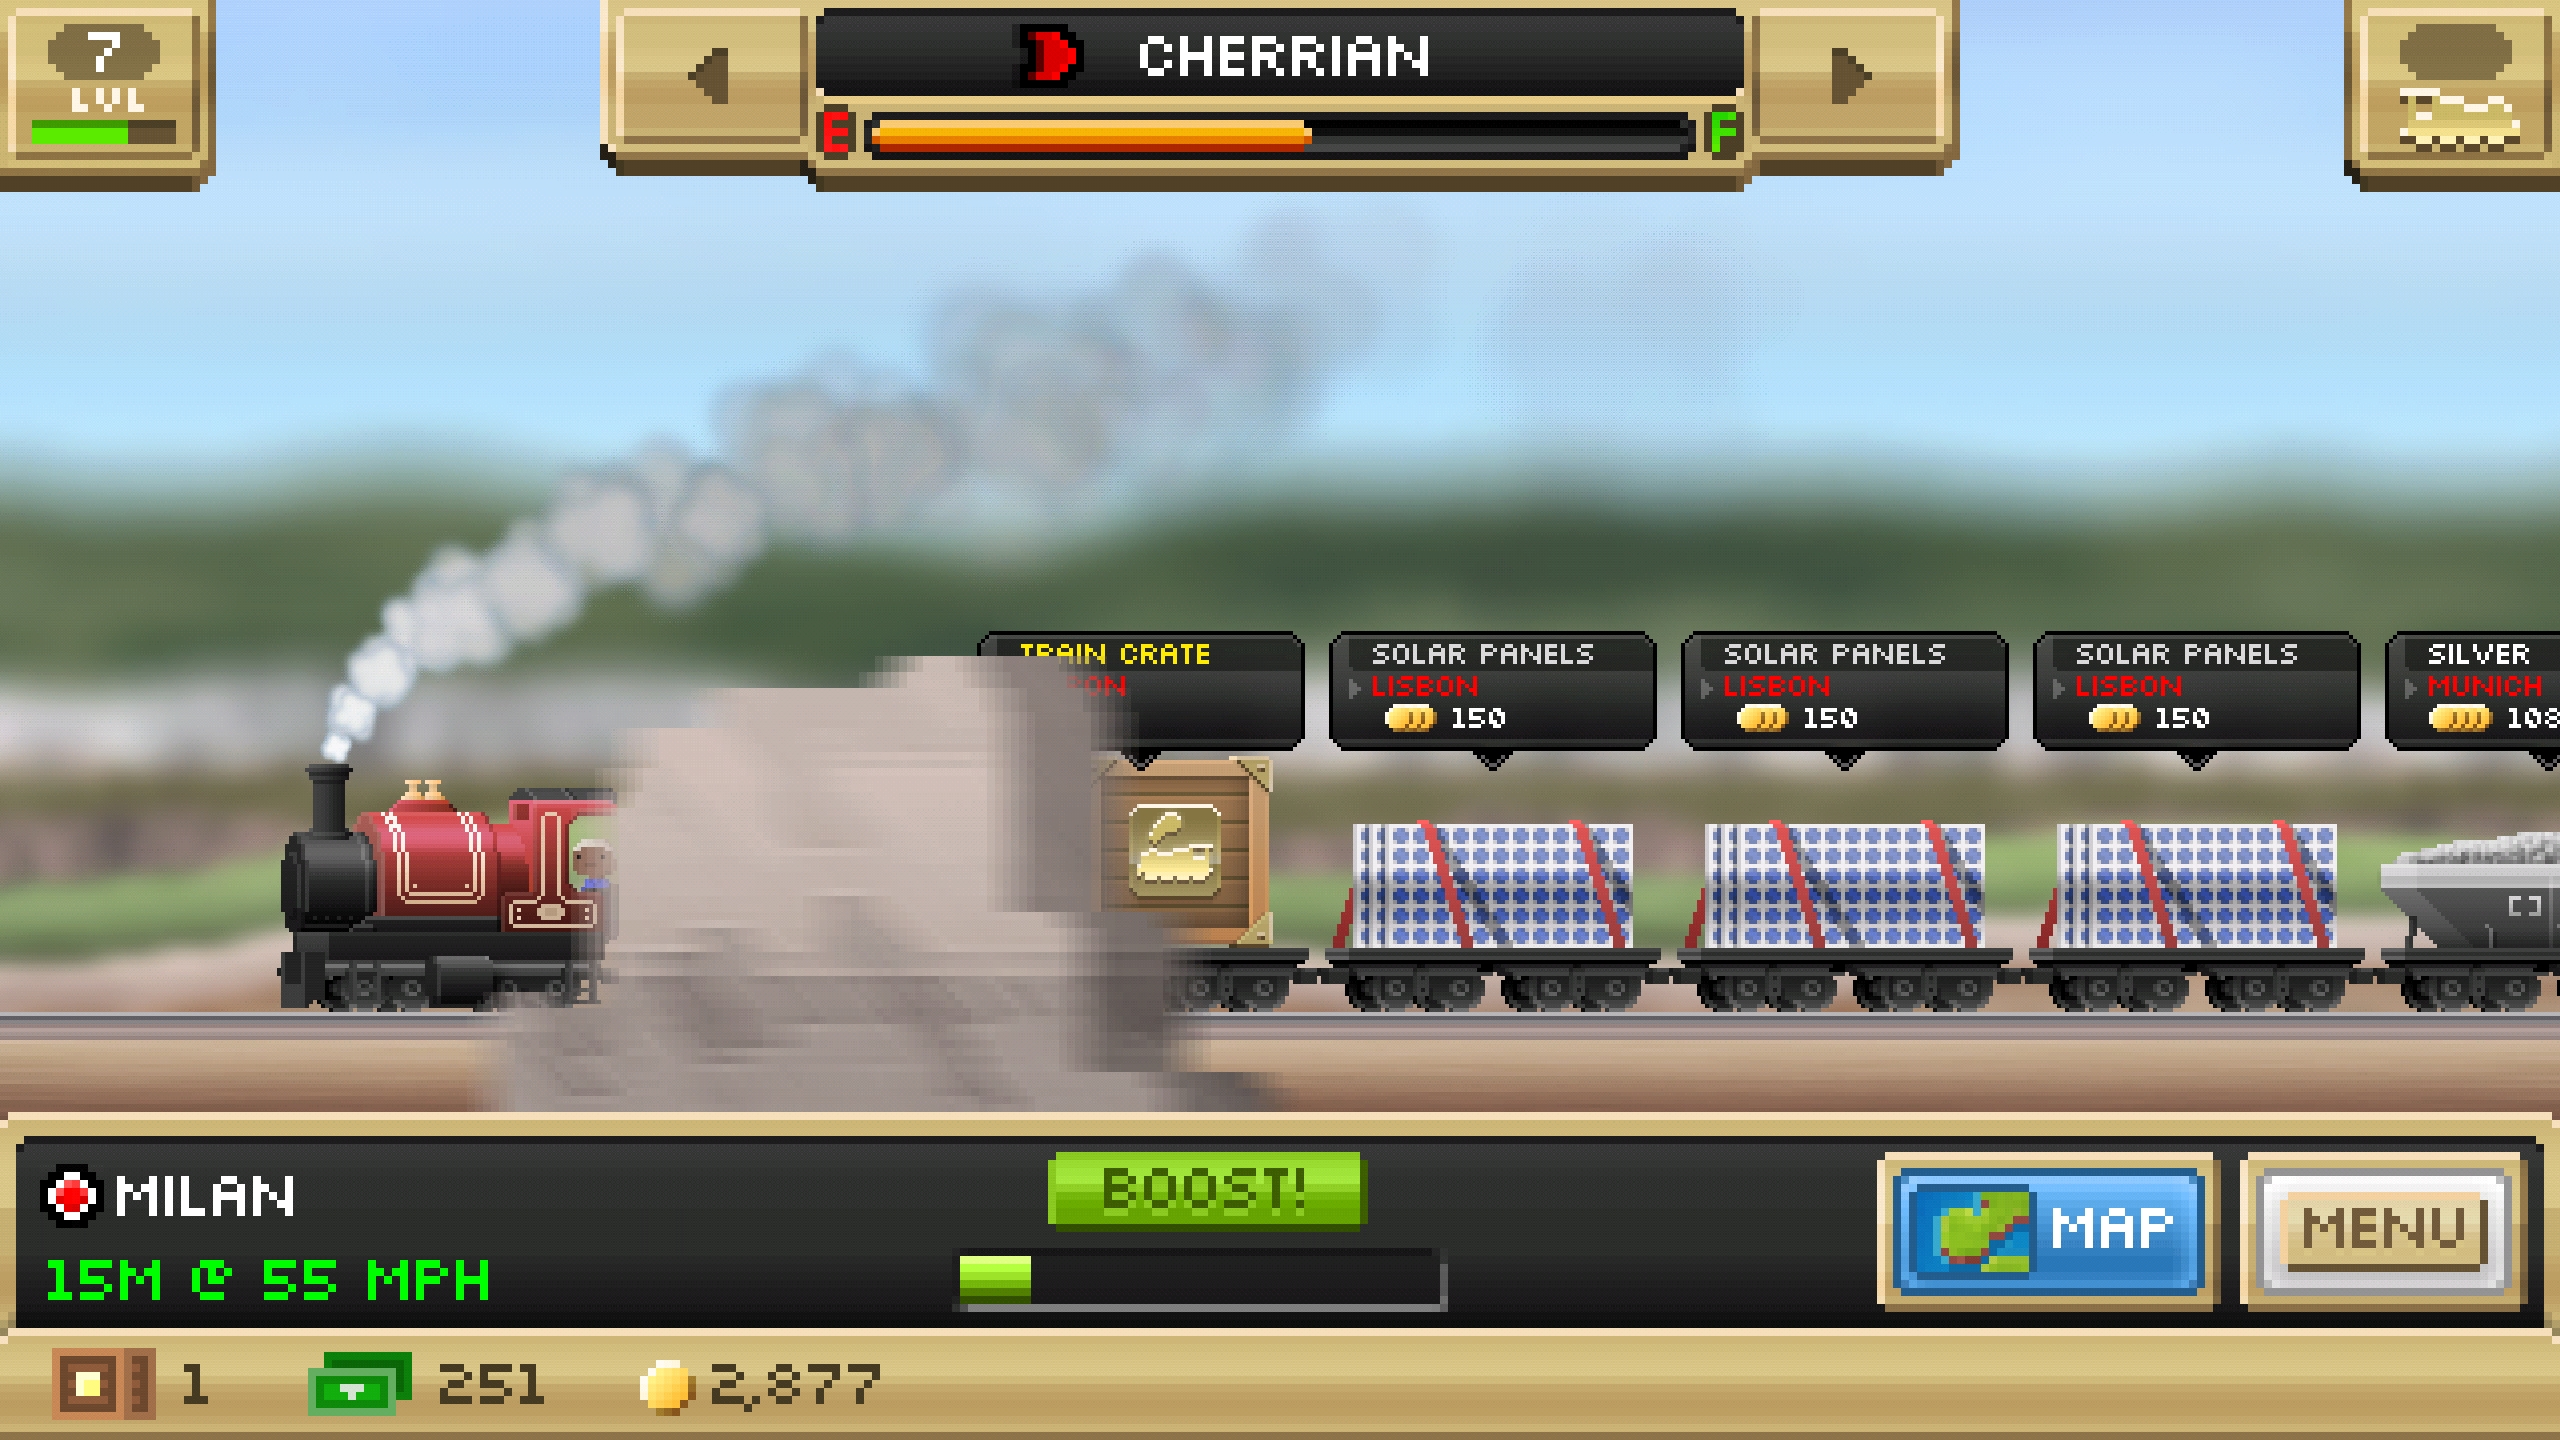 7
LVL
CHERRIAN
E
F
TRAIN CRATE
SOLAR PANELS
LISBON
150
SOLAR PANELS
LISBON
150
SOLAR PANELS
LISBON
150
SILVER
MUNICH
MILAN
15M @ 55 MPH
BOOST!
MAP
MENU
1
251
2,877